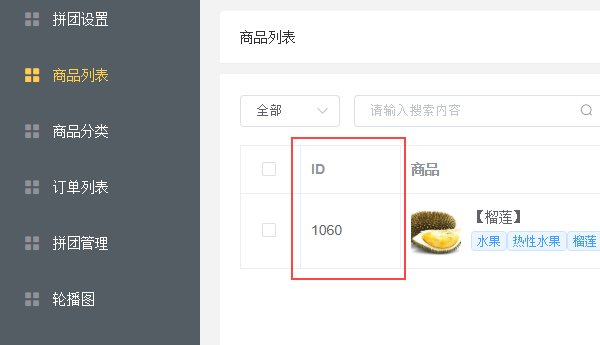 拼团设置
商品列表
商品分类
订单列表
拼团管理
轮播图
商品列表
全部 请输入搜索内容
ID 商品
1060 【榴莲】
水果 热性水果 榴莲